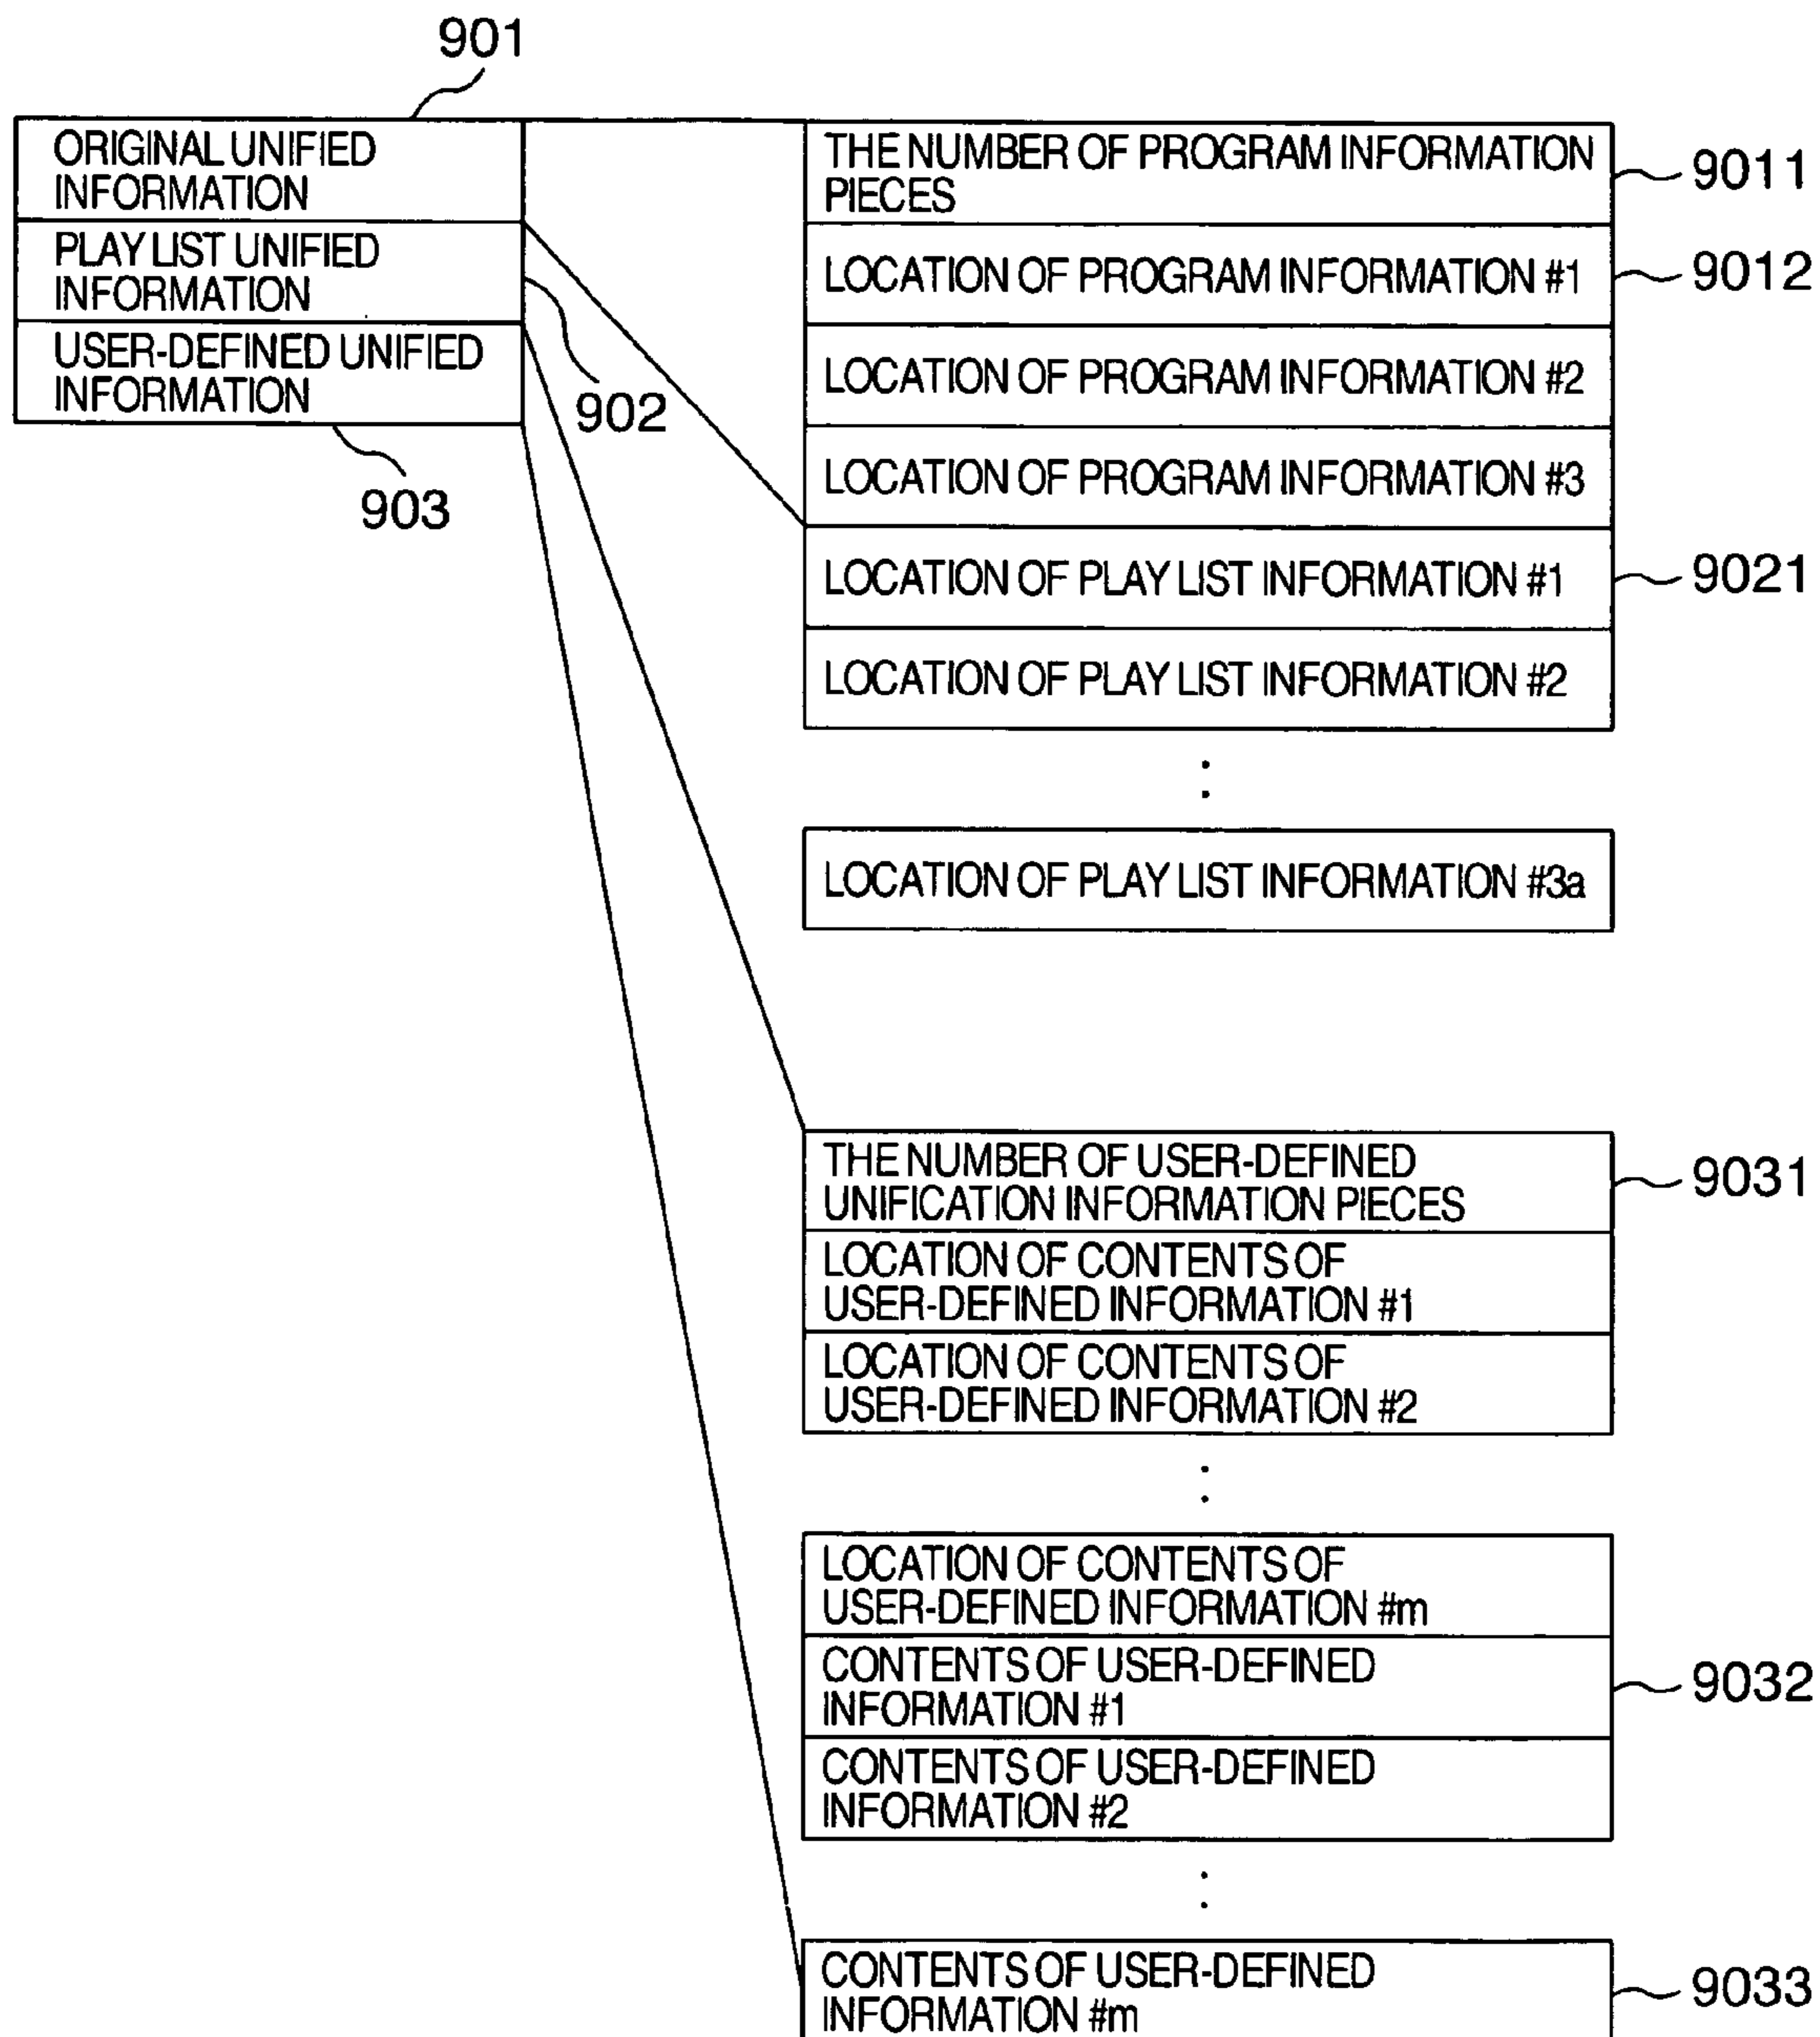 901
ORIGINAL UNIFIED
INFORMATION
PLAY LIST UNIFIED
INFORMATION
902
USER-DEFINED UNIFIED
INFORMATION
903
THE NUMBER OF PROGRAM INFORMATION
PIECES
9011
LOCATION OF PROGRAM INFORMATION #1
9012
LOCATION OF PROGRAM INFORMATION #2
LOCATION OF PROGRAM INFORMATION #3
LOCATION OF PLAY LIST INFORMATION #1
9021
LOCATION OF PLAY LIST INFORMATION #2
LOCATION OF PLAY LIST INFORMATION #3a
THE NUMBER OF USER-DEFINED
UNIFICATION INFORMATION PIECES
9031
LOCATION OF CONTENTS OF
USER-DEFINED INFORMATION #1
LOCATION OF CONTENTS OF
USER-DEFINED INFORMATION #2
LOCATION OF CONTENTS OF
USER-DEFINED INFORMATION #m
CONTENTS OF USER-DEFINED
INFORMATION #1
9032
CONTENTS OF USER-DEFINED
INFORMATION #2
CONTENTS OF USER-DEFINED
INFORMATION #m
9033